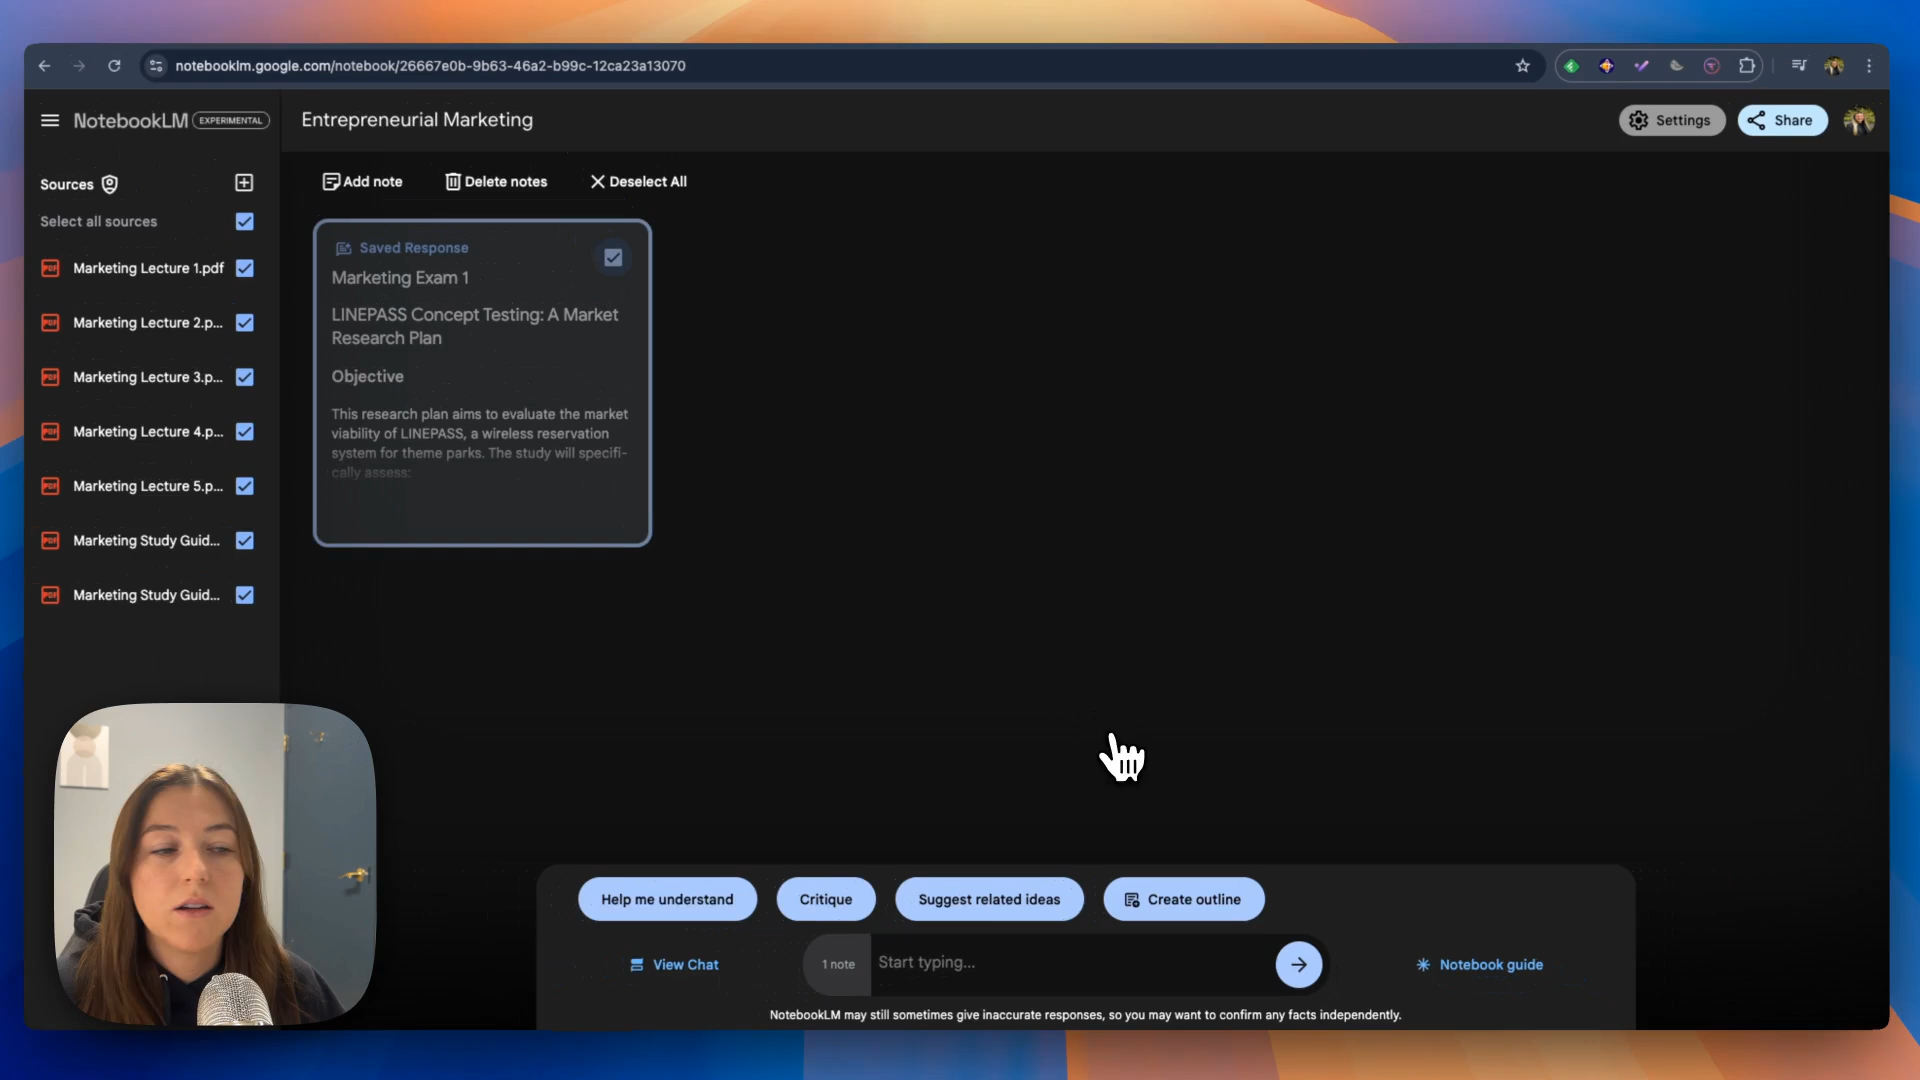 notebooklm.google.com/notebook/26667e0b-9b63-46a2-b99c-12ca23a13070
NotebookLM EXPERIMENTAL
Entrepreneurial Marketing
Settings
Share
Sources
Select all sources
Marketing Lecture 1.pdf
Marketing Lecture 2.p...
Marketing Lecture 3.p...
Marketing Lecture 4.p...
Marketing Lecture 5.p...
Marketing Study Guid...
Marketing Study Guid...
Add note
Delete notes
Deselect All
Saved Response
Marketing Exam 1
LINEPASS Concept Testing: A Market
Research Plan
Objective
This research plan aims to evaluate the market
viability of LINEPASS, a wireless reservation
system for theme parks. The study will specifi-
cally assess:
Help me understand
Critique
Suggest related ideas
Create outline
View Chat
1 note
Start typing...
Notebook guide
NotebookLM may still sometimes give inaccurate responses, so you may want to confirm any facts independently.